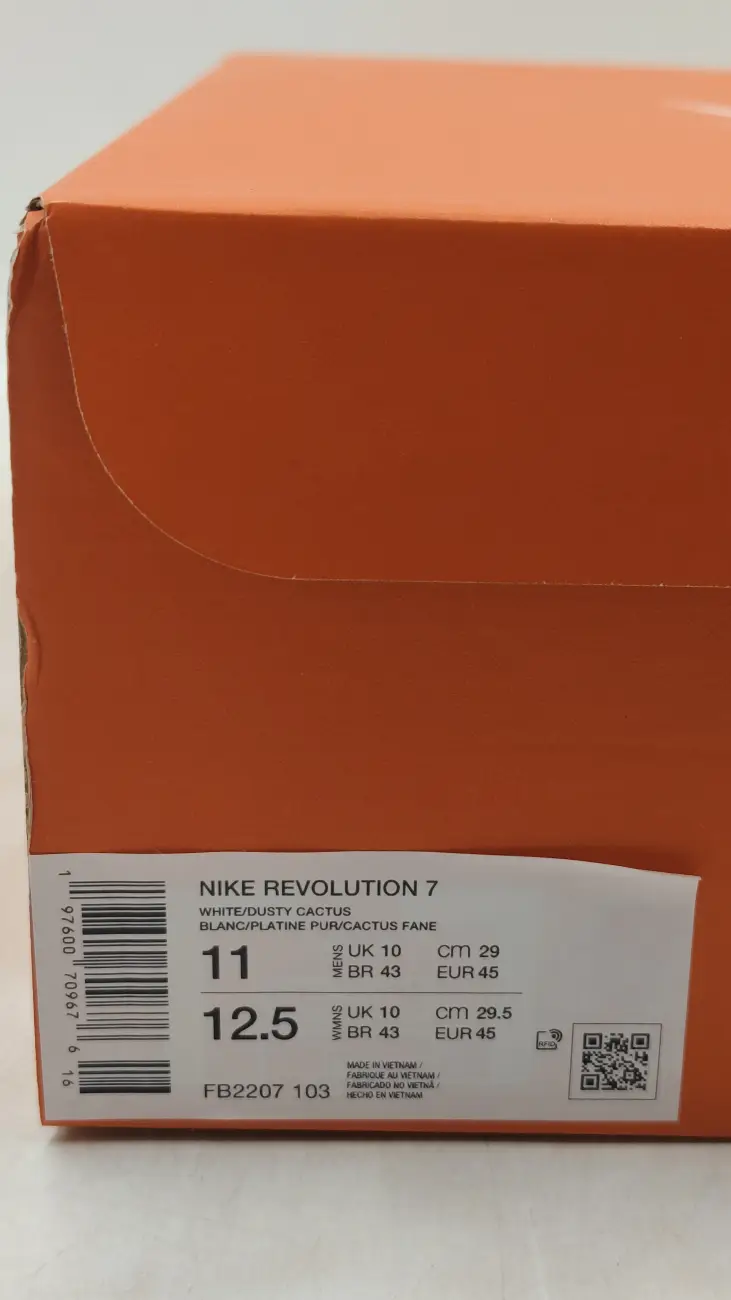 NIKE REVOLUTION 7
WHITE/DUSTY CACTUS
BLANC/PLATINE PUR/CACTUS FANE
11
MENS
UK 10
cm 29
BR 43
EUR 45
12.5
WMNS
UK 10
cm 29.5
BR 43
EUR 45
FB2207 103
MADE IN VIETNAM /
FABRIQUE AU VIETNAM /
FABRICADO NO VIETNÃ /
HECHO EN VIETNAM
RFID
1 97600 70967 6 16